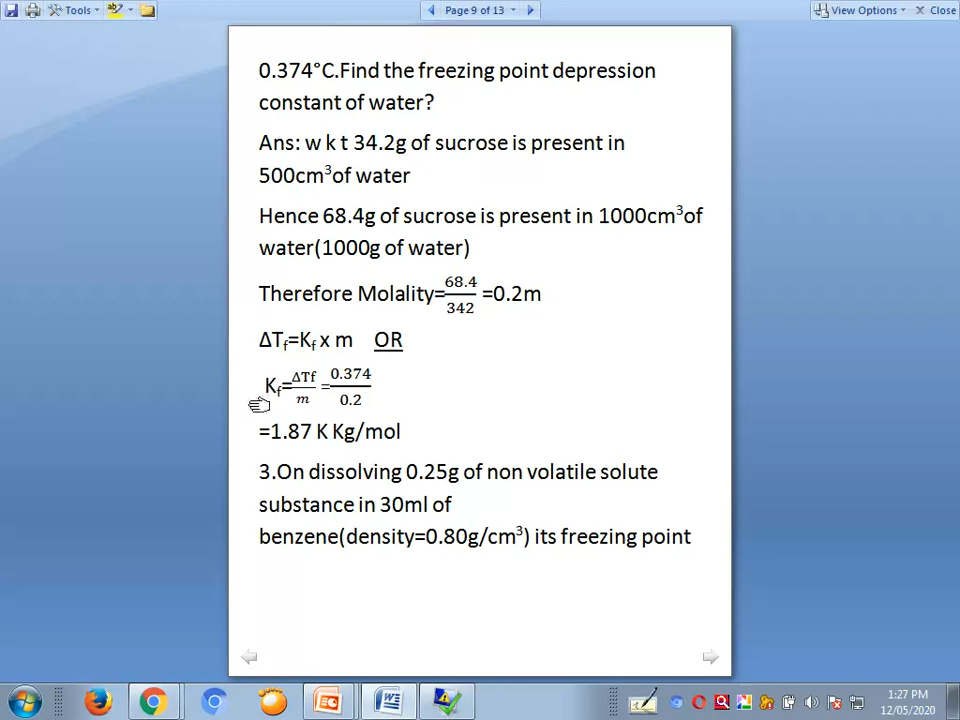 Tools
Page 9 of 13
View Options
Close
0.374°C.Find the freezing point depression
constant of water?
Ans: w k t 34.2g of sucrose is present in
500cm³of water
Hence 68.4g of sucrose is present in 1000cm³of
water(1000g of water)
Therefore Molality=68.4/342 =0.2m
ΔTf=Kf x m OR
Kf=ΔTf/m =0.374/0.2
=1.87 K Kg/mol
3.On dissolving 0.25g of non volatile solute
substance in 30ml of
benzene(density=0.80g/cm³) its freezing point
1:27 PM
12/05/2020